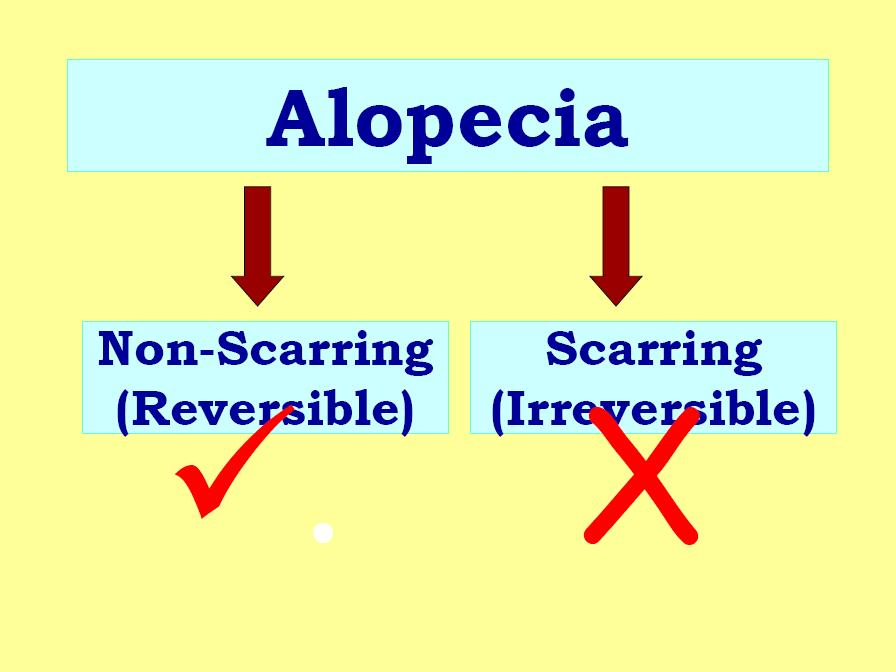 Alopecia
Non-Scarring
(Reversible)
Scarring
(Irreversible)